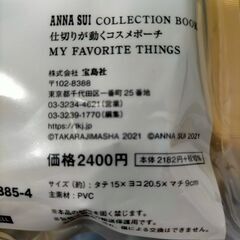 ANNA SUI COLLECTION BOOK
仕切りが動くコスメポーチ
MY FAVORITE THINGS
株式会社 宝島社
〒102-8388
東京都千代田区一番町25番地
03-3234-4621(営業)
03-3239-1770(編集)
https://tkj.jp
©TAKARAJIMASHA 2021 ©ANNA SUI 2021
価格2400円 本体2182円+税10%
385-4
サイズ(約):タテ15×ヨコ20.5×マチ9cm
主素材:PVC